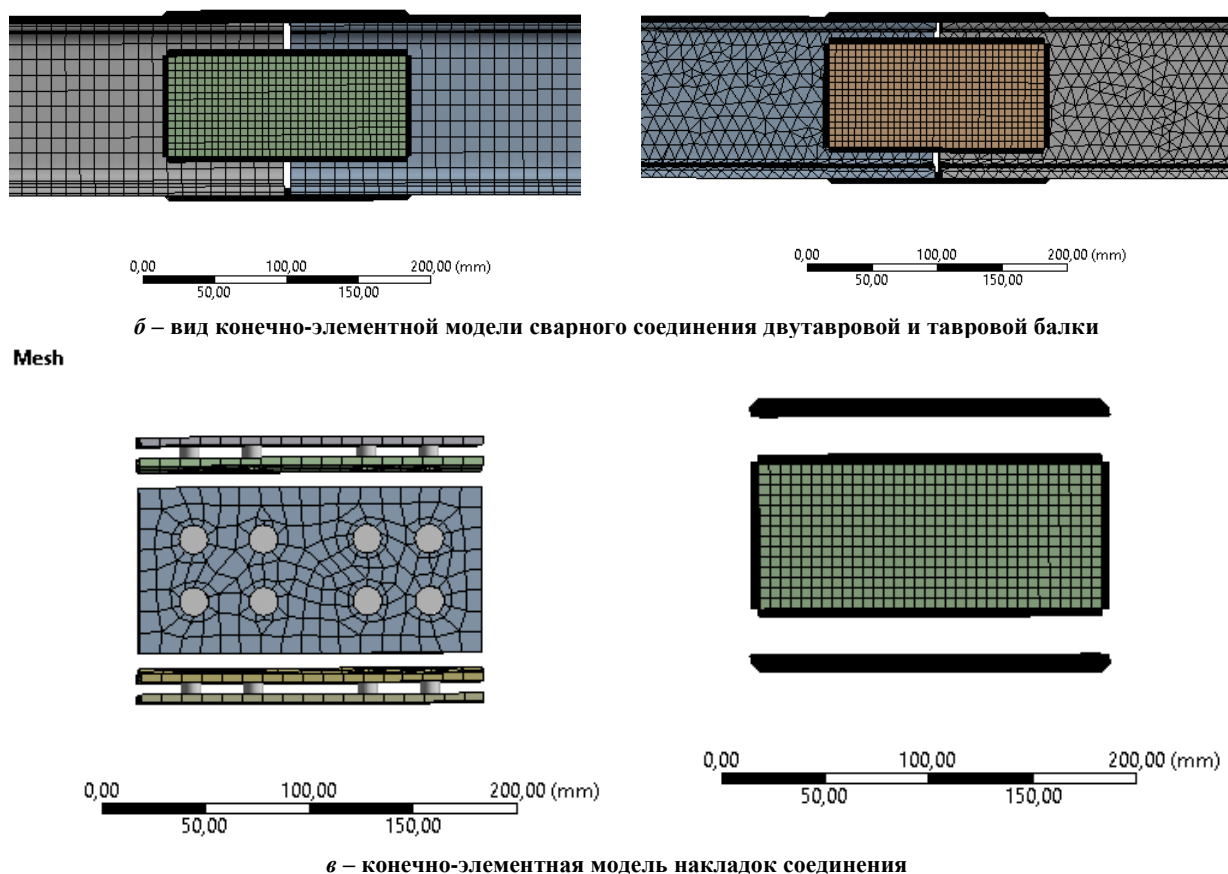 0,00 100,00 200,00 (mm)
50,00 150,00
0,00 100,00 200,00 (mm)
50,00 150,00
б – вид конечно-элементной модели сварного соединения двутавровой и тавровой балки
Mesh
0,00 100,00 200,00 (mm)
50,00 150,00
0,00 100,00 200,00 (mm)
50,00 150,00
в – конечно-элементная модель накладок соединения